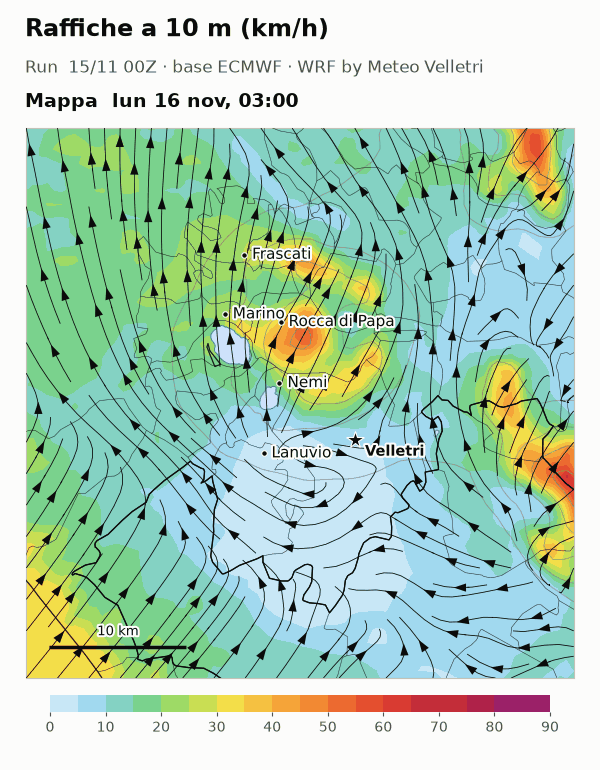 Raffiche a 10 m (km/h)
Run 15/11 00Z · base ECMWF · WRF by Meteo Velletri
Mappa lun 16 nov, 03:00
Frascati
Marino
Rocca di Papa
Nemi
Velletri
Lanuvio
10 km
0 10 20 30 40 50 60 70 80 90